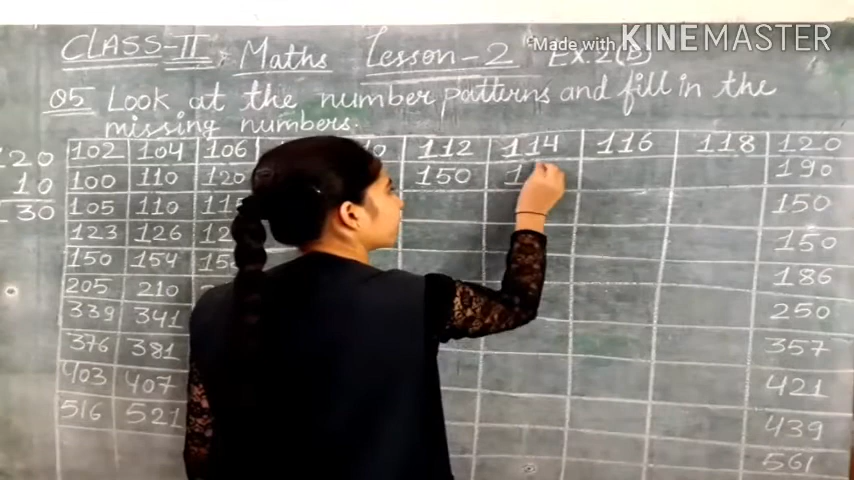 CLASS-II Maths Lesson-2 Ex.2(B)
Made with KINEMASTER
Q5 Look at the number patterns and fill in the
missing numbers.
120 102 104 106 112 114 116 118 120
10 100 110 120 150 190
130 105 110 115 150
123 126 150
150 154 186
205 210 250
339 341 357
376 381 421
403 407 439
516 521 561